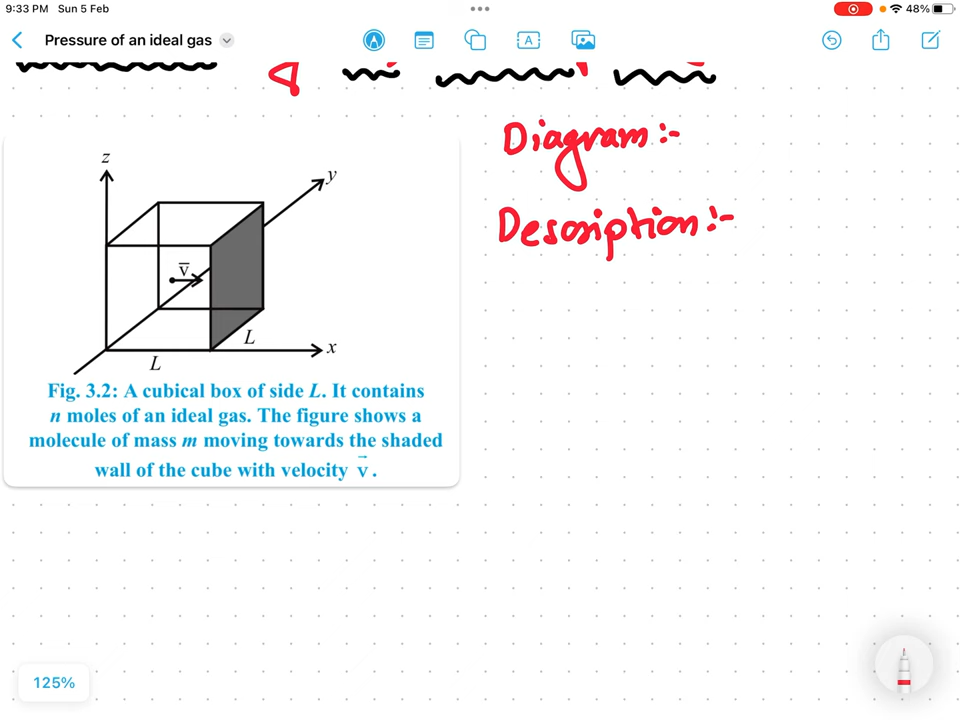 9:33 PM Sun 5 Feb
48%
Pressure of an ideal gas
A
Diagram :-
Description :-
z
y
v̅
L
x
L
Fig. 3.2: A cubical box of side L. It contains
n moles of an ideal gas. The figure shows a
molecule of mass m moving towards the shaded
wall of the cube with velocity v⃗ .
125%